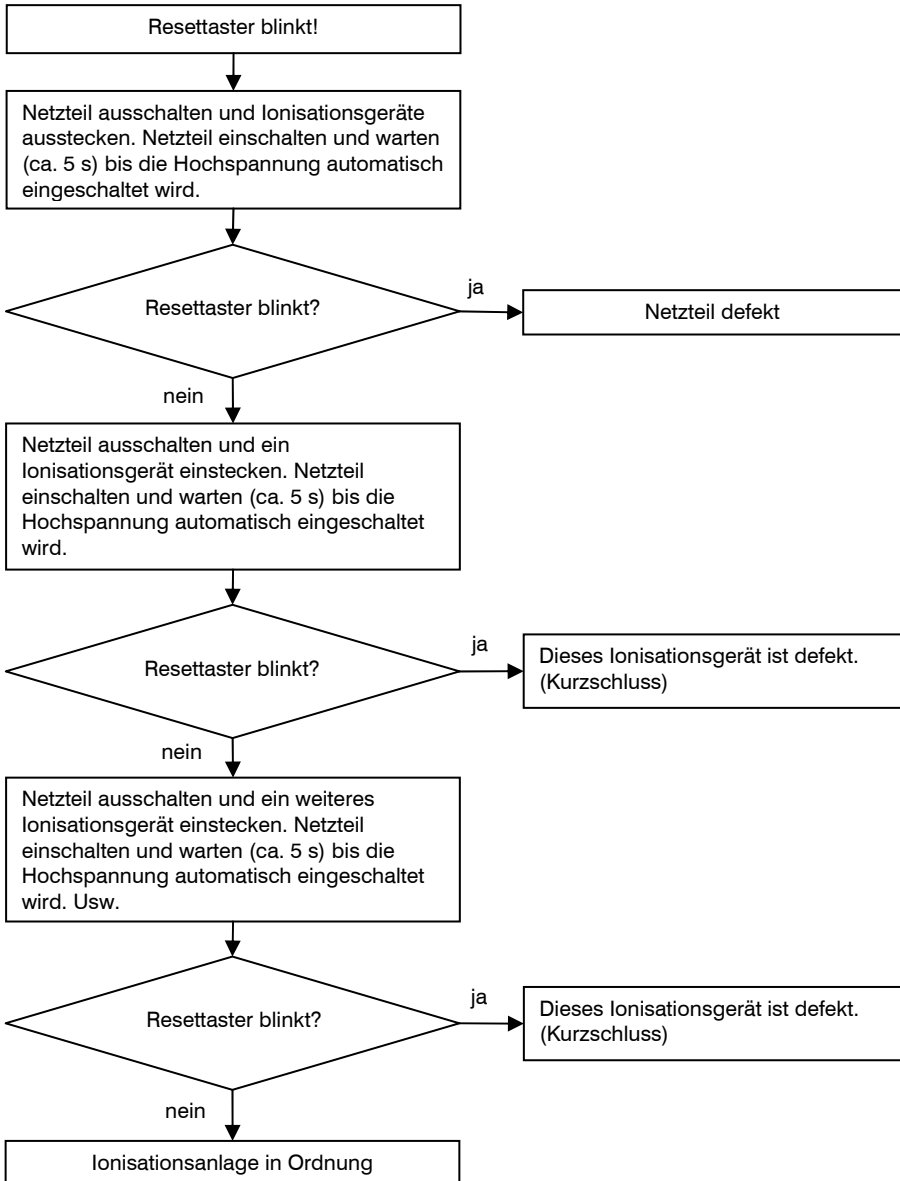 Resettaster blinkt!
Netzteil ausschalten und Ionisationsgeräte
ausstecken. Netzteil einschalten und warten
(ca. 5 s) bis die Hochspannung automatisch
eingeschaltet wird.
Resettaster blinkt?
ja
Netzteil defekt
nein
Netzteil ausschalten und ein
Ionisationsgerät einstecken. Netzteil
einschalten und warten (ca. 5 s) bis die
Hochspannung automatisch eingeschaltet
wird.
Resettaster blinkt?
ja
Dieses Ionisationsgerät ist defekt.
(Kurzschluss)
nein
Netzteil ausschalten und ein weiteres
Ionisationsgerät einstecken. Netzteil
einschalten und warten (ca. 5 s) bis die
Hochspannung automatisch eingeschaltet
wird. Usw.
Resettaster blinkt?
ja
Dieses Ionisationsgerät ist defekt.
(Kurzschluss)
nein
Ionisationsanlage in Ordnung